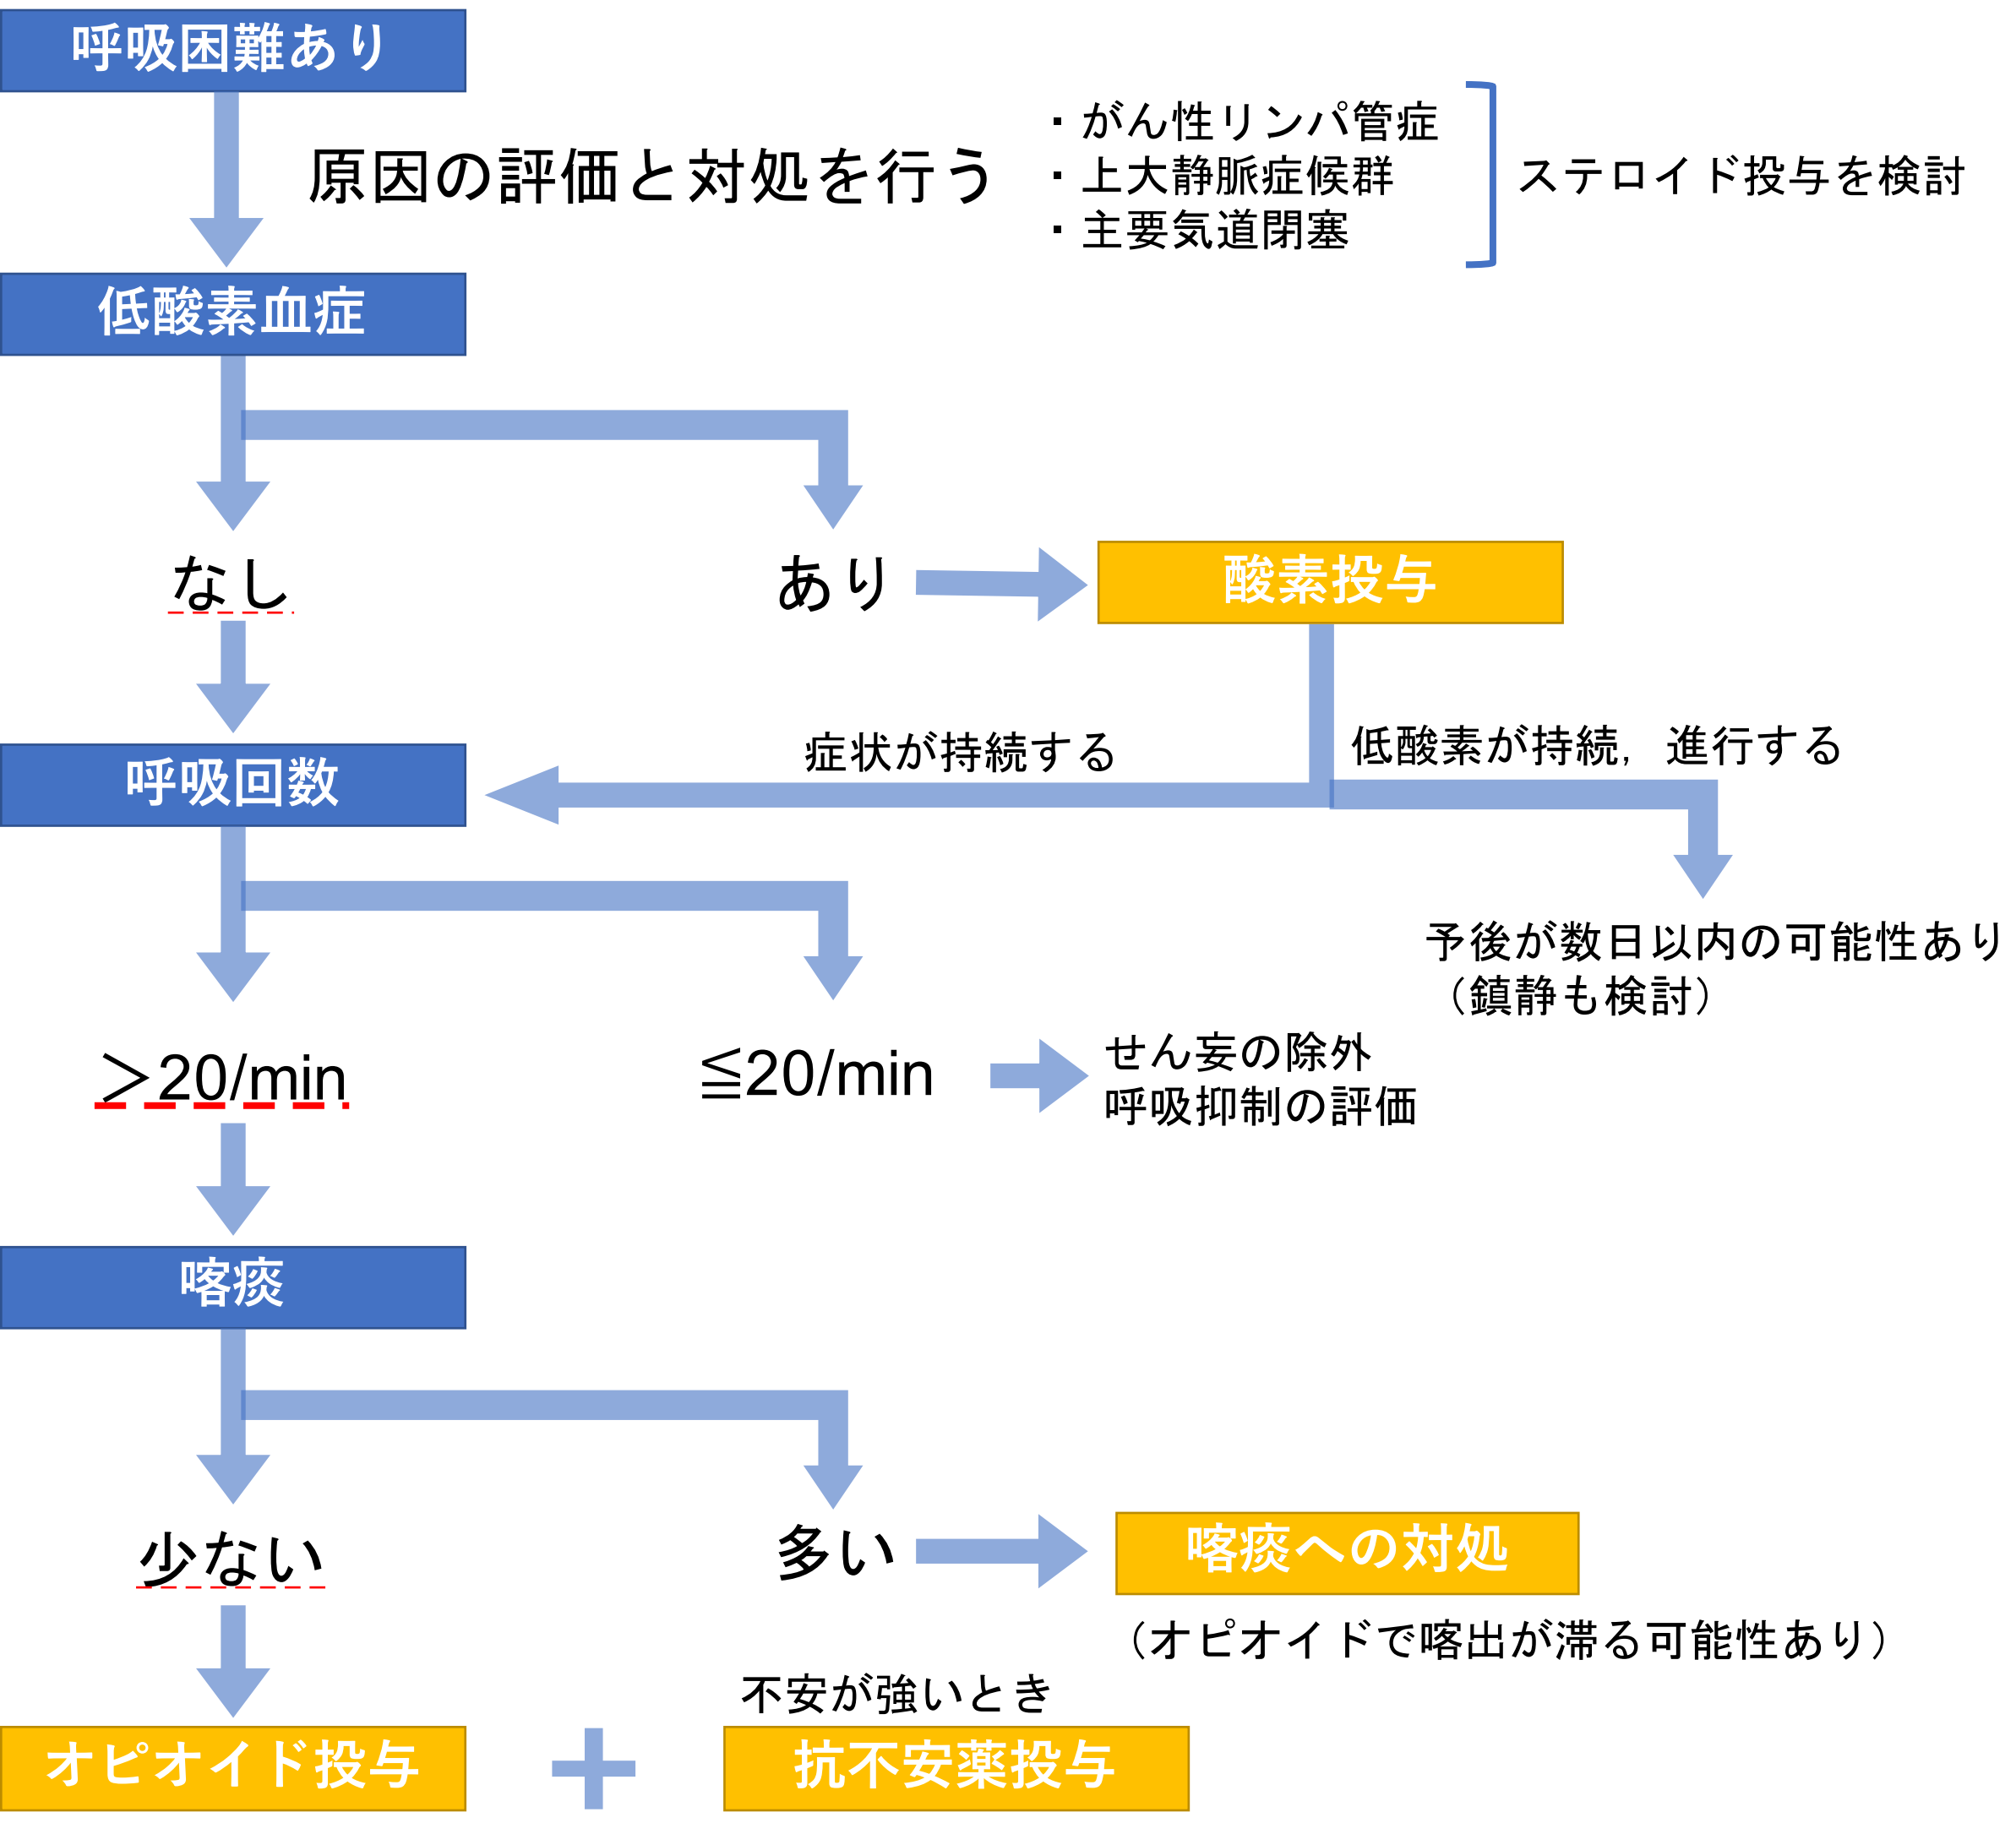 呼吸困難あり
原因の評価と対処を行う
・がん性リンパ管症
・上大静脈症候群
・主要気道閉塞
ステロイド投与を検討
低酸素血症
なし
あり
酸素投与
症状が持続する
低酸素が持続，進行する
呼吸回数
予後が数日以内の可能性あり
（鎮静も検討）
＞20/min
≦20/min
せん妄の除外
呼吸抑制の評価
喀痰
少ない
多い
喀痰への対処
（オピオイドで喀出が滞る可能性あり）
不安が強いとき
オピオイド投与
+
抗不安薬投与